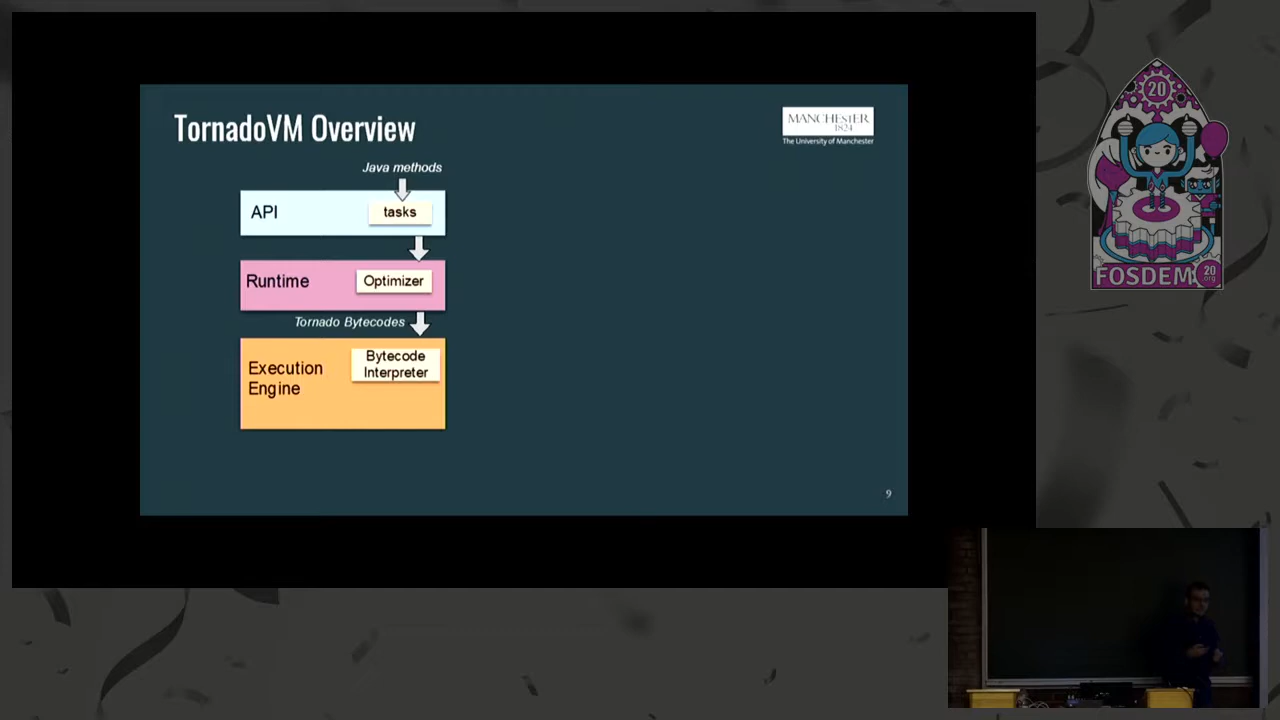 TornadoVM Overview
MANCHESTER
1824
The University of Manchester
Java methods
API
tasks
Runtime
Optimizer
Tornado Bytecodes
Execution
Engine
Bytecode
Interpreter
9
20
FOSDEM
20
.org